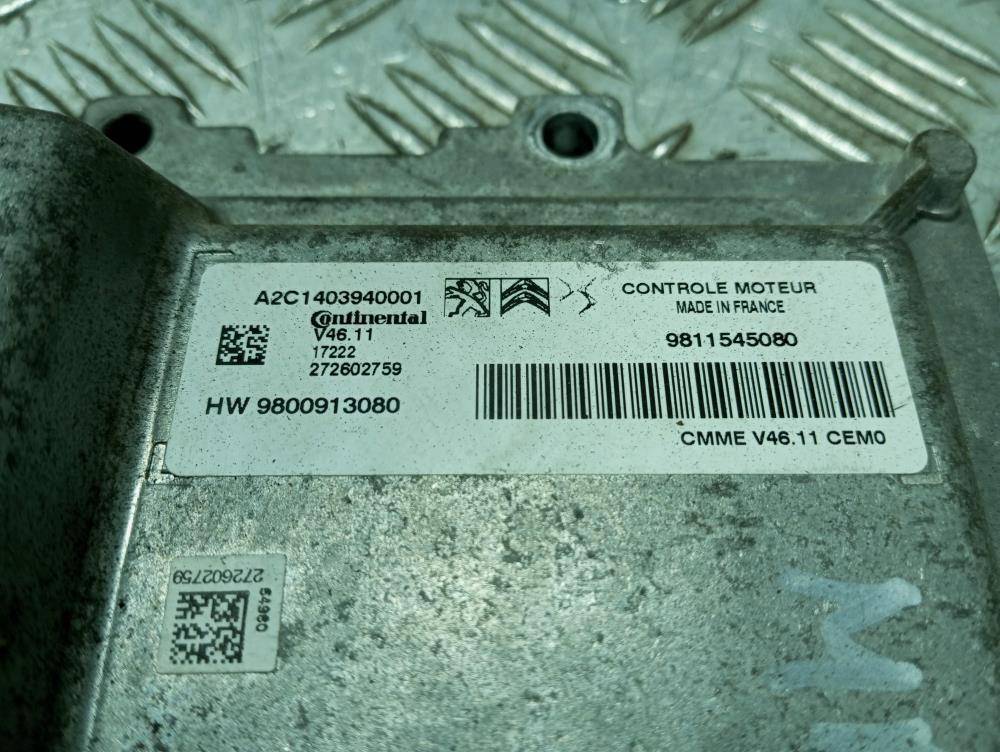 A2C1403940001
Continental
V46.11
17222
272602759
HW 9800913080
CONTROLE MOTEUR
MADE IN FRANCE
9811545080
CMME V46.11 CEM0
272602759
54980